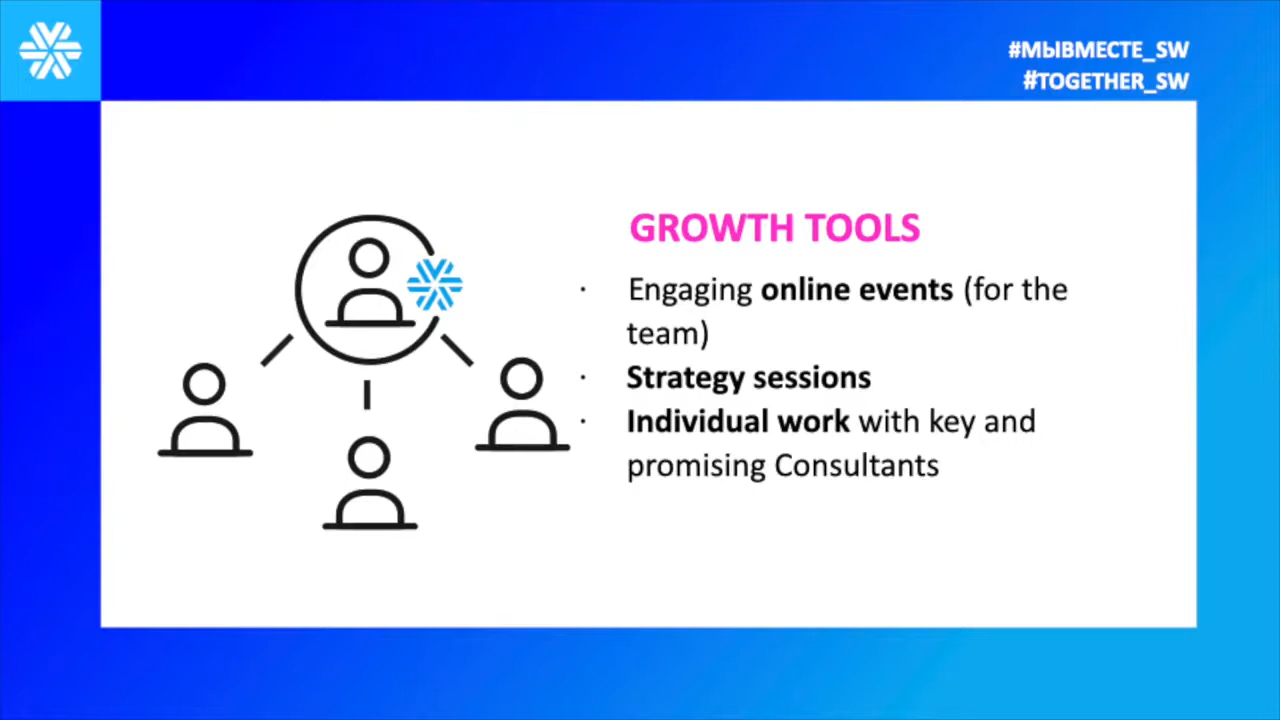 #МЫВМЕСТЕ_SW
#TOGETHER_SW
GROWTH TOOLS
· Engaging online events (for the
team)
· Strategy sessions
· Individual work with key and
promising Consultants